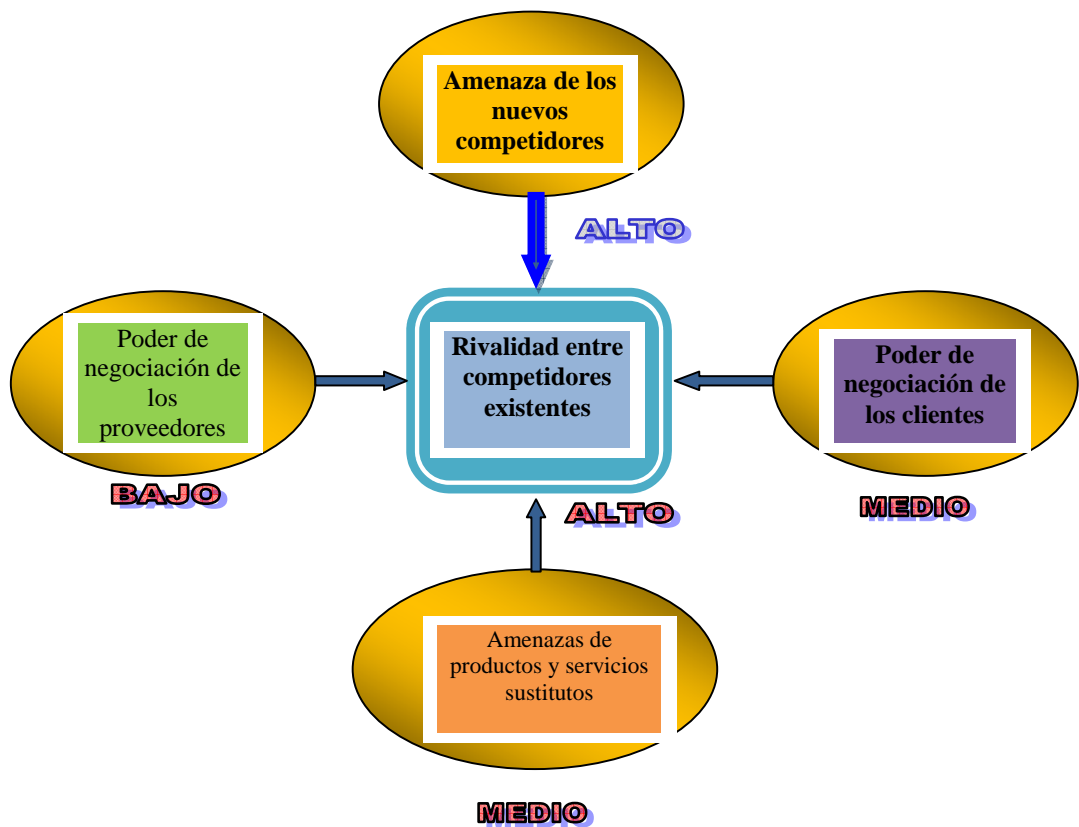 Amenaza de los
nuevos
competidores
ALTO
Poder de
negociación de
los
proveedores
BAJO
Rivalidad entre
competidores
existentes
ALTO
Poder de
negociación de
los clientes
MEDIO
Amenazas de
productos y servicios
sustitutos
MEDIO